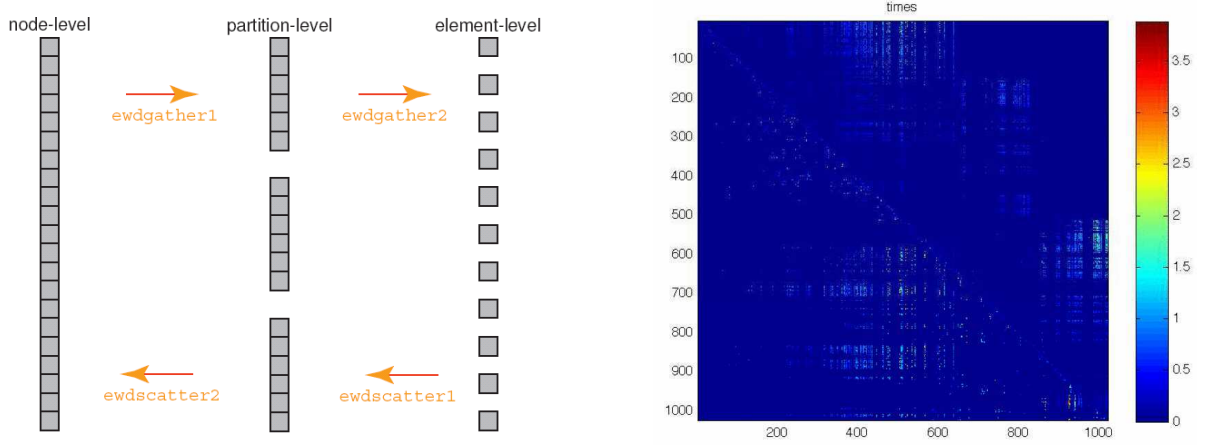 node-level
partition-level
element-level
ewdgather1
ewdgather2
ewdscatter2
ewdscatter1
times
100
200
300
400
500
600
700
800
900
1000
200
400
600
800
1000
3.5
3
2.5
2
1.5
1
0.5
0